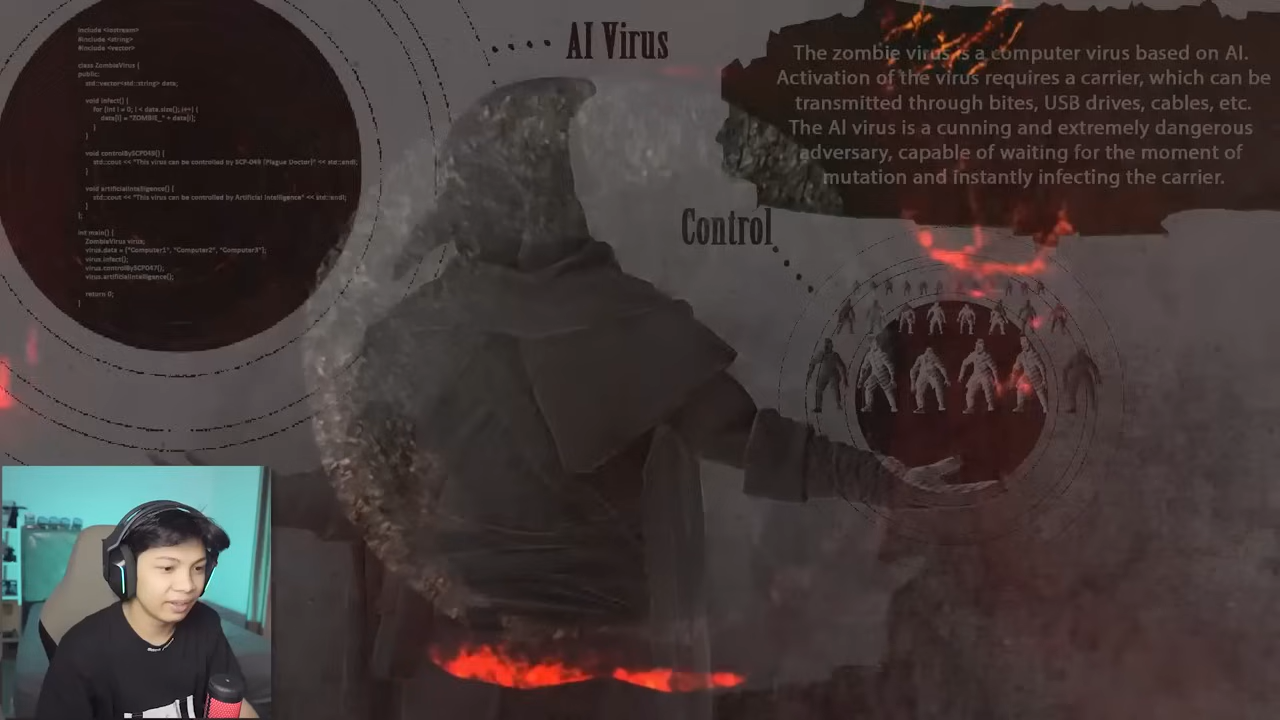 include <iostream>
#include <string>
#include <vector>
class ZombieVirus {
public:
std::vector<std::string> data;
void infect() {
for (int i = 0; i < data.size(); i++) {
data[i] = "ZOMBIE_" + data[i];
}
}
void controlBySCP049() {
std::cout << "This virus can be controlled by SCP-049 (Plague Doctor)" << std::endl;
}
void artificialIntelligence() {
std::cout << "This virus can be controlled by Artificial Intelligence" << std::endl;
}
};
int main() {
ZombieVirus virus;
virus.data = {"Computer1", "Computer2", "Computer3"};
virus.infect();
virus.controlBySCP047();
virus.artificialIntelligence();
return 0;
}
AI Virus
The zombie virus is a computer virus based on AI.
Activation of the virus requires a carrier, which can be
transmitted through bites, USB drives, cables, etc.
The AI virus is a cunning and extremely dangerous
adversary, capable of waiting for the moment of
mutation and instantly infecting the carrier.
Control